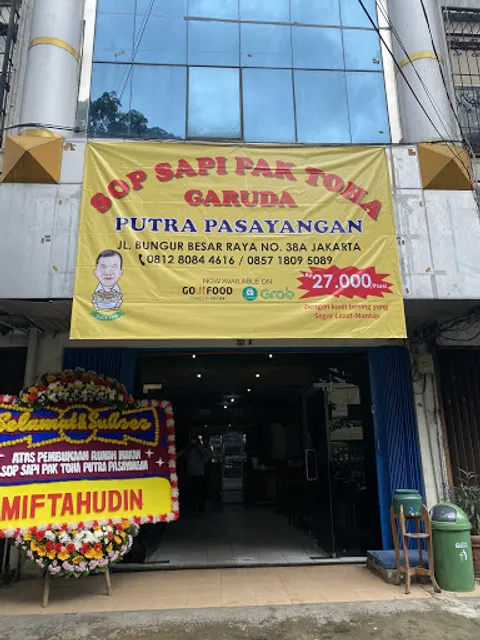 SOP SAPI PAK TOHA
GARUDA
PUTRA PASAYANGAN
JL. BUNGUR BESAR RAYA NO. 38A JAKARTA
0812 8084 4616 / 0857 1809 5089
NOW AVAILABLE ON
GO FOOD
Grab
Rp 27.000/Porsi
Dengan kuah bening yang
Segar-Lezat-Mantap
38 A
Selamat & Sukses
ATAS PEMBUKAAN RUMAH MAKAN
SOP SAPI PAK TOHA PUTRA PASAYANGAN
MIFTAHUDIN